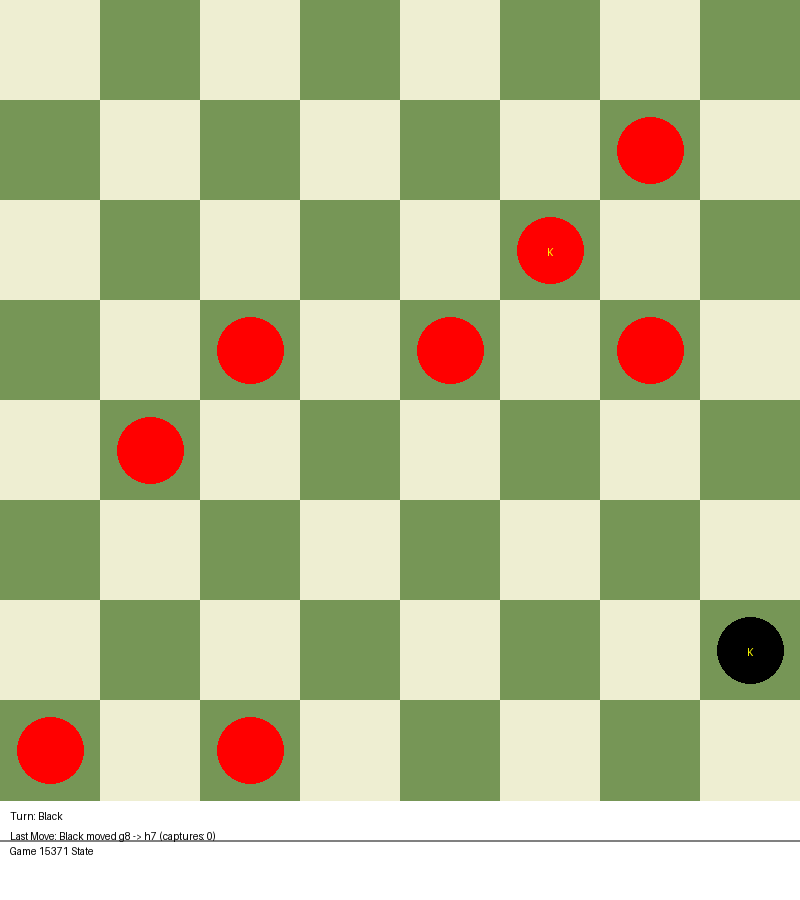 K
K
Turn: Black
Last Move: Black moved g8 -> h7 (captures: 0)
Game 15371 State